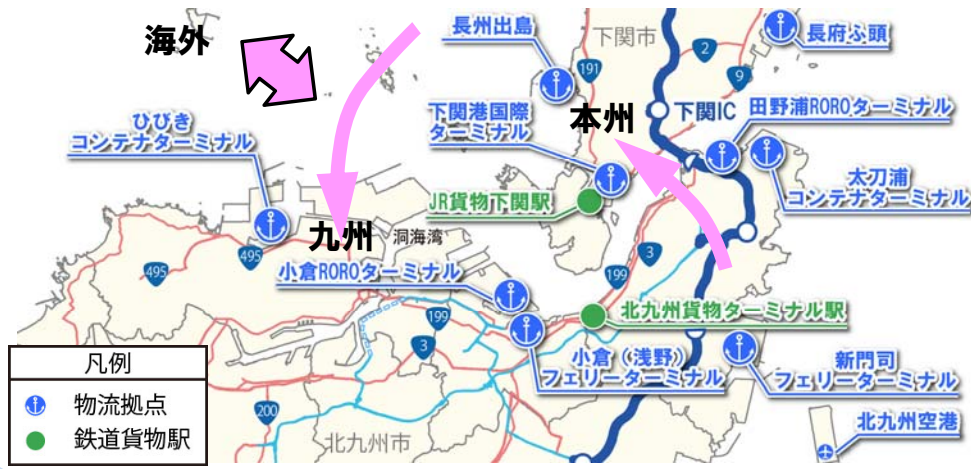 海外
長州出島
下関市
長府ふ頭
2
9
191
下関港国際
ターミナル
本州
下関IC
田野浦ROROターミナル
ひびき
コンテナターミナル
太刀浦
コンテナターミナル
JR貨物下関駅
九州
洞海湾
495
495
3
199
小倉ROROターミナル
北九州貨物ターミナル駅
199
3
小倉（浅野）
フェリーターミナル
新門司
フェリーターミナル
凡例
物流拠点
鉄道貨物駅
200
北九州市
北九州空港